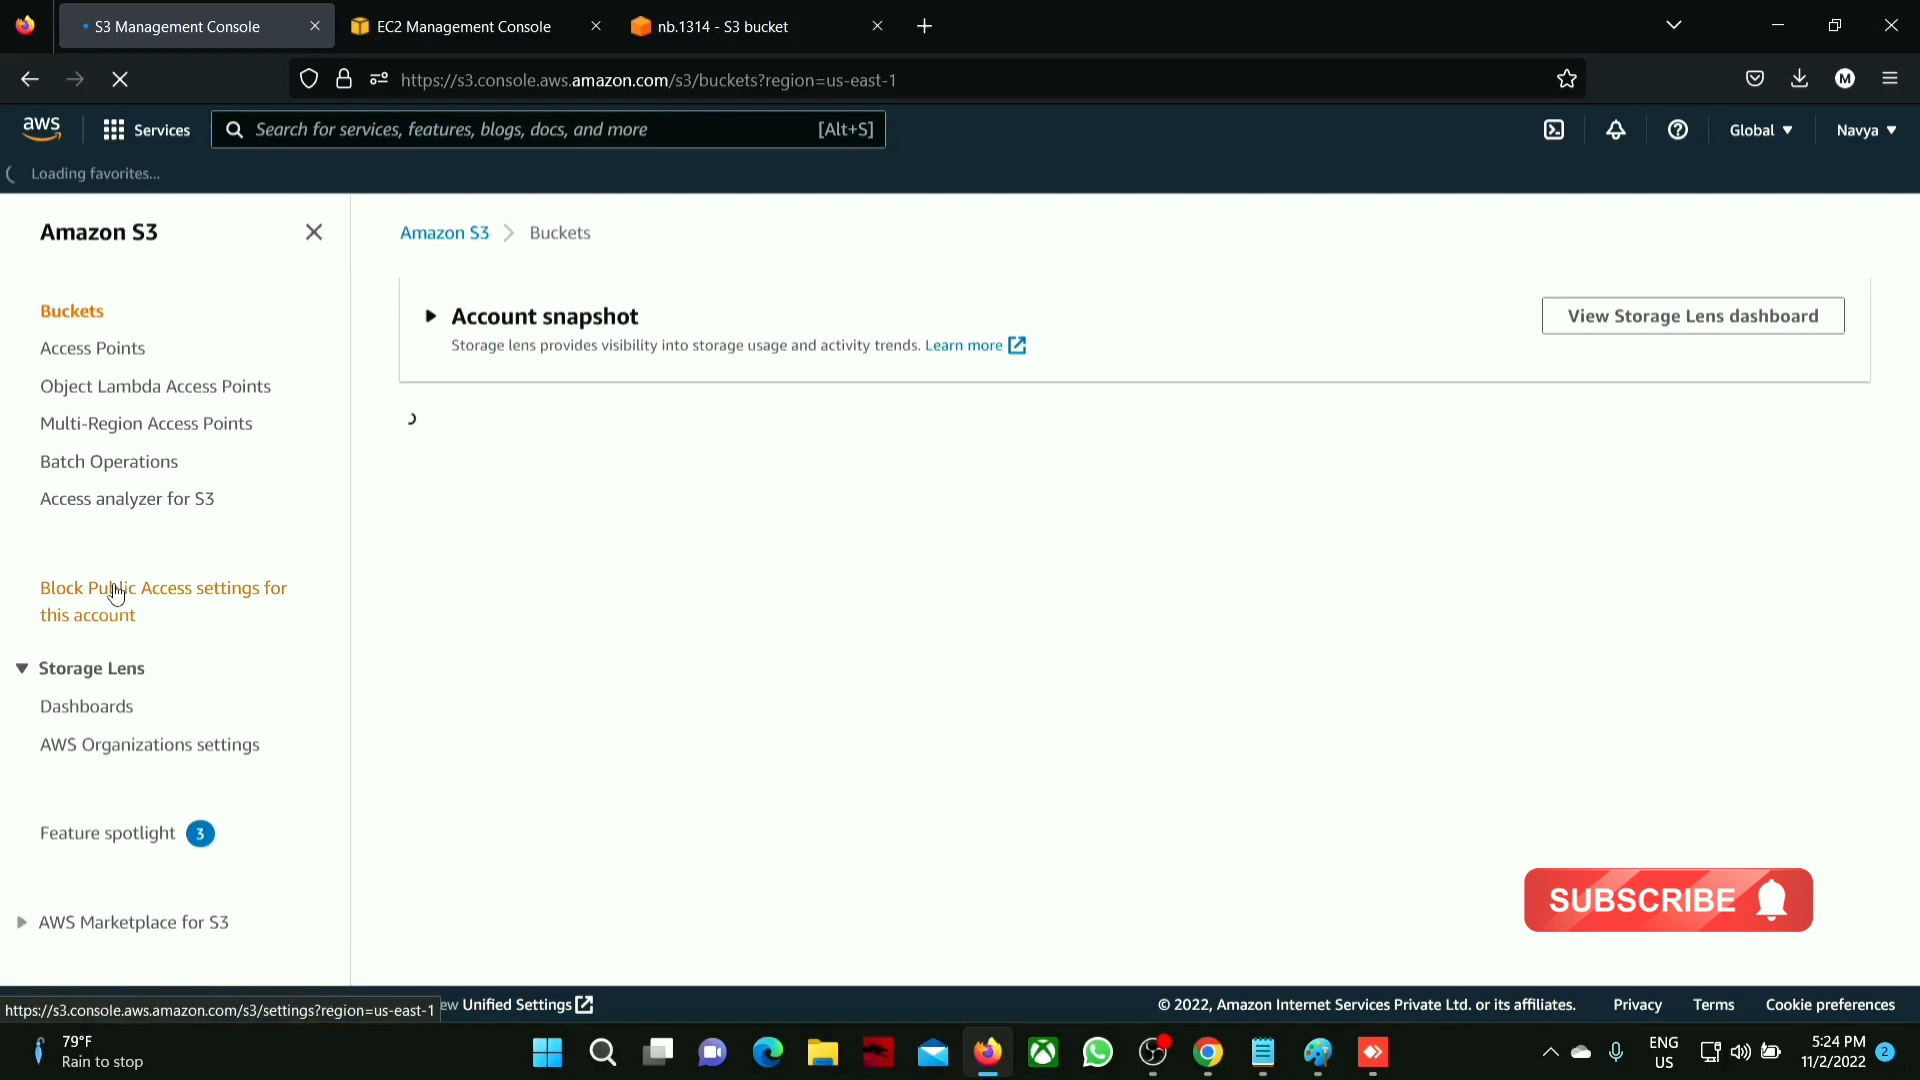 S3 Management Console
EC2 Management Console
nb.1314 - S3 bucket
https://s3.console.aws.amazon.com/s3/buckets?region=us-east-1
M
aws
Services
Search for services, features, blogs, docs, and more
[Alt+S]
Global
Navya
Loading favorites...
Amazon S3
Amazon S3
Buckets
Buckets
Access Points
Object Lambda Access Points
Multi-Region Access Points
Batch Operations
Access analyzer for S3
Account snapshot
Storage lens provides visibility into storage usage and activity trends. Learn more
View Storage Lens dashboard
Block Public Access settings for
this account
Storage Lens
Dashboards
AWS Organizations settings
Feature spotlight 3
AWS Marketplace for S3
SUBSCRIBE
https://s3.console.aws.amazon.com/s3/settings?region=us-east-1
ew Unified Settings
© 2022, Amazon Internet Services Private Ltd. or its affiliates.
Privacy
Terms
Cookie preferences
79°F
Rain to stop
ENG
US
5:24 PM
11/2/2022
2